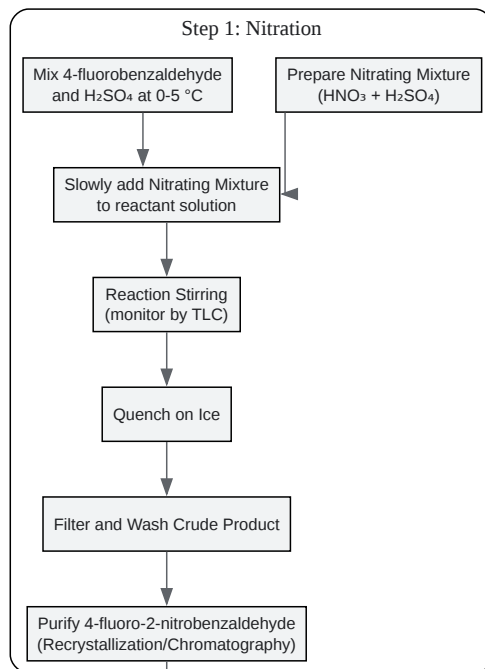 Step 1: Nitration
Mix 4-fluorobenzaldehyde
and H₂SO₄ at 0-5 °C
Prepare Nitrating Mixture
(HNO₃ + H₂SO₄)
Slowly add Nitrating Mixture
to reactant solution
Reaction Stirring
(monitor by TLC)
Quench on Ice
Filter and Wash Crude Product
Purify 4-fluoro-2-nitrobenzaldehyde
(Recrystallization/Chromatography)